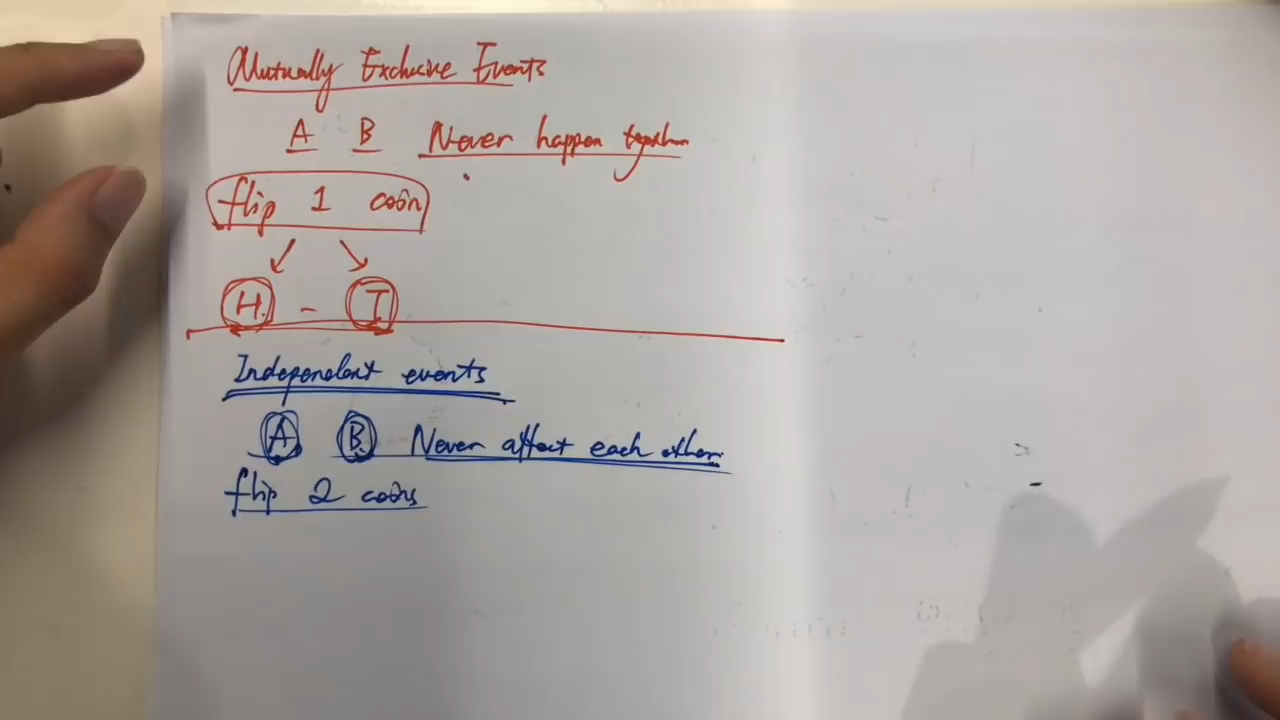 Mutually Exclusive Events
A B Never happen together
flip 1 coin
H - T
Independent events
A B Never affect each other
flip 2 coins